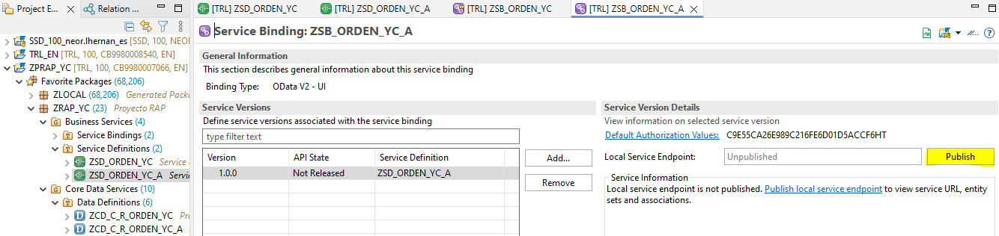 Project E...
Relation ...
SSD_100_neor.lhernan_es [SSD, 100, NEOI
TRL_EN [TRL, 100, CB9980008540, EN]
ZPRAP_YC [TRL, 100, CB9980007066, EN]
Favorite Packages (68,206)
ZLOCAL (68,206) Generated Packa
ZRAP_YC (23) Proyecto RAP
Business Services (4)
Service Bindings (2)
Service Definitions (2)
ZSD_ORDEN_YC Service
ZSD_ORDEN_YC_A Servic
Core Data Services (10)
Data Definitions (6)
ZCD_C_R_ORDEN_YC Pr
ZCD_C_R_ORDEN_YC_A
[TRL] ZSD_ORDEN_YC
[TRL] ZSD_ORDEN_YC_A
[TRL] ZSB_ORDEN_YC
[TRL] ZSB_ORDEN_YC_A
Service Binding: ZSB_ORDEN_YC_A
General Information
This section describes general information about this service binding
Binding Type: OData V2 - UI
Service Versions
Define service versions associated with the service binding
type filter text
Version API State Service Definition
1.0.0 Not Released ZSD_ORDEN_YC_A
Add...
Remove
Service Version Details
View information on selected service version
Default Authorization Values: C9E55CA26E989C216FE6D01D5ACCF6HT
Local Service Endpoint: Unpublished Publish
Service Information
Local service endpoint is not published. Publish local service endpoint to view service URL, entity
sets and associations.